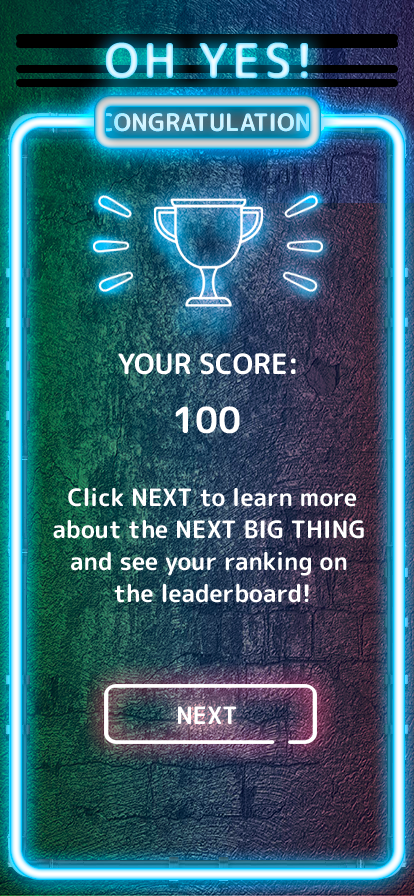 OH YES!
CONGRATULATION
YOUR SCORE:
100
Click NEXT to learn more
about the NEXT BIG THING
and see your ranking on
the leaderboard!
NEXT